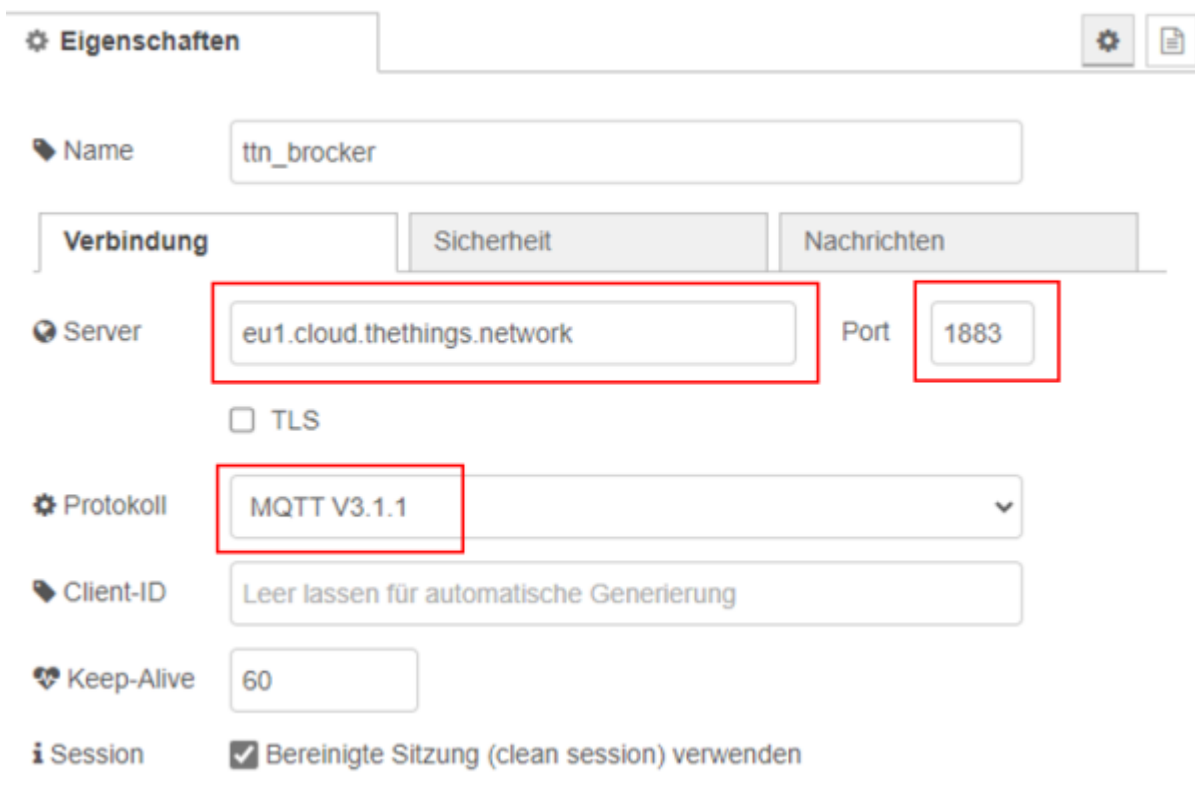 Eigenschaften
Name ttn_brocker
Verbindung Sicherheit Nachrichten
Server eu1.cloud.thethings.network Port 1883
TLS
Protokoll MQTT V3.1.1
Client-ID Leer lassen für automatische Generierung
Keep-Alive 60
Session Bereinigte Sitzung (clean session) verwenden